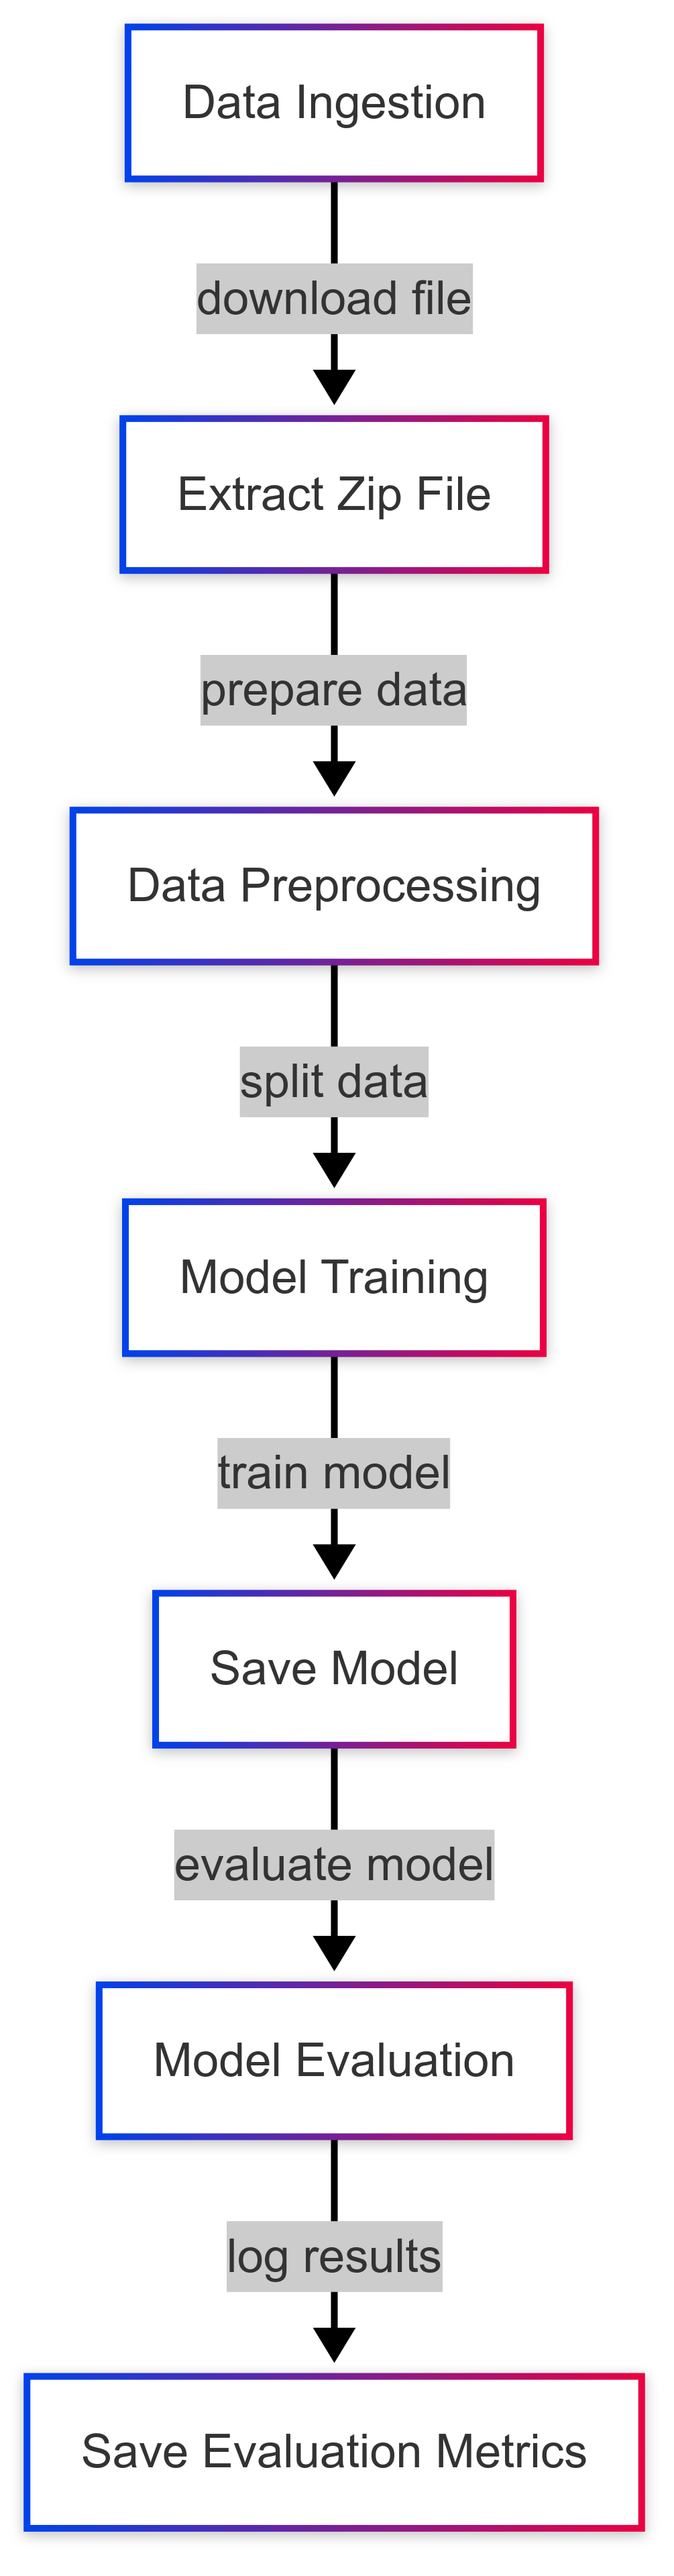 Data Ingestion
download file
Extract Zip File
prepare data
Data Preprocessing
split data
Model Training
train model
Save Model
evaluate model
Model Evaluation
log results
Save Evaluation Metrics